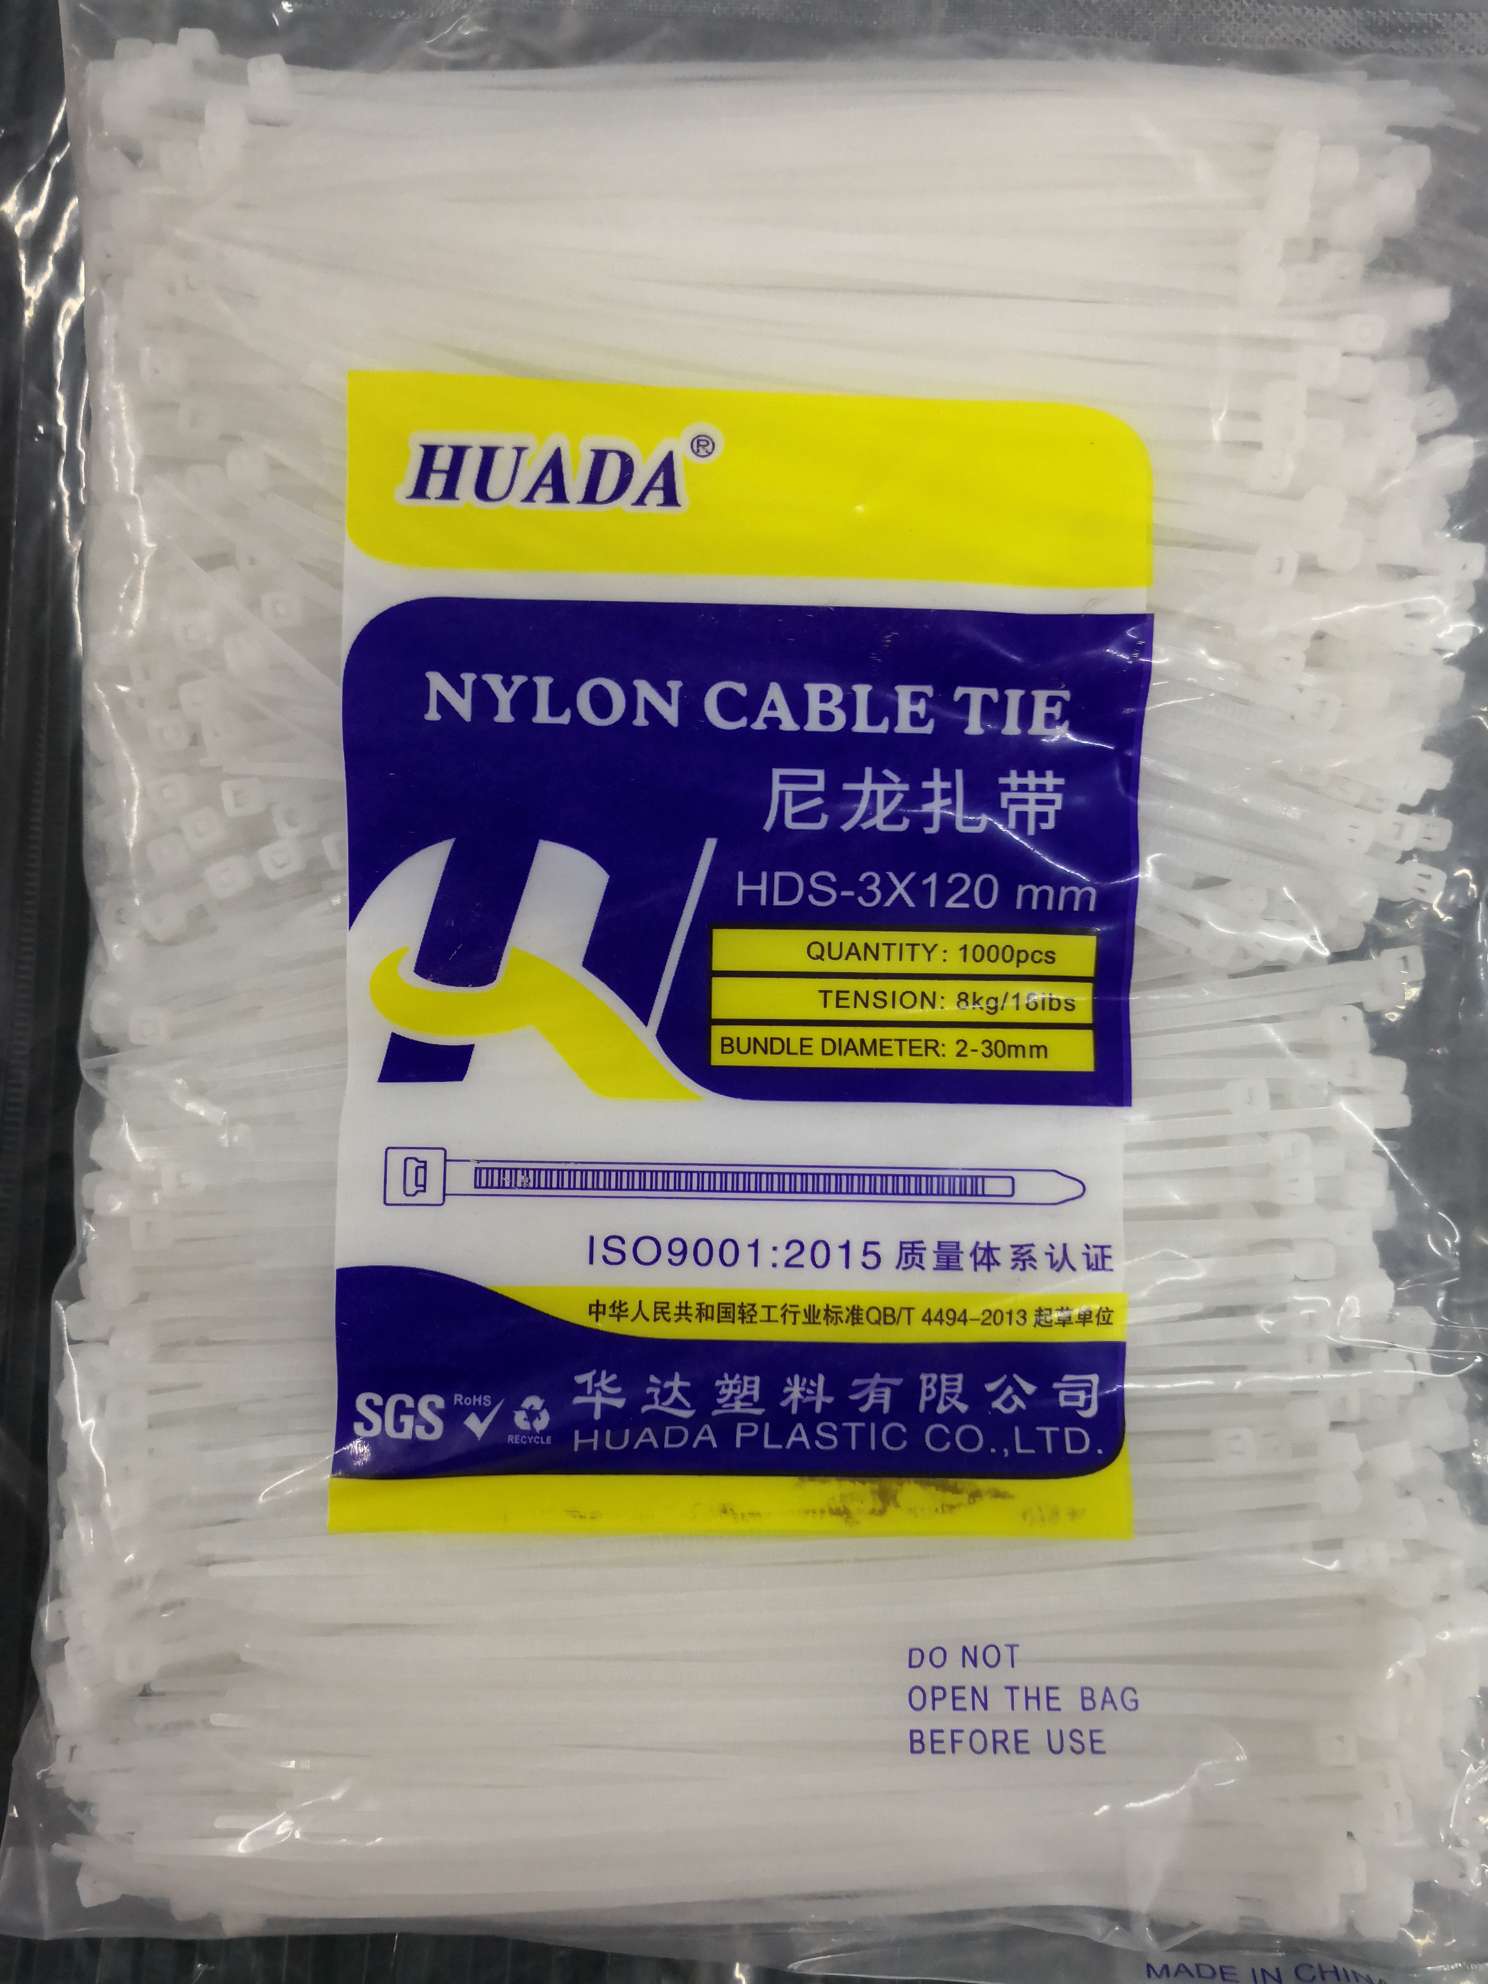 HUADA®
NYLON CABLE TIE
尼龙扎带
HDS-3X120 mm
QUANTITY: 1000pcs
TENSION: 8kg/18lbs
BUNDLE DIAMETER: 2-30mm
ISO9001:2015 质量体系认证
中华人民共和国轻工行业标准QB/T 4494-2013 起草单位
SGS RoHS RECYCLE
华达塑料有限公司
HUADA PLASTIC CO.,LTD.
DO NOT
OPEN THE BAG
BEFORE USE
MADE IN CHIN